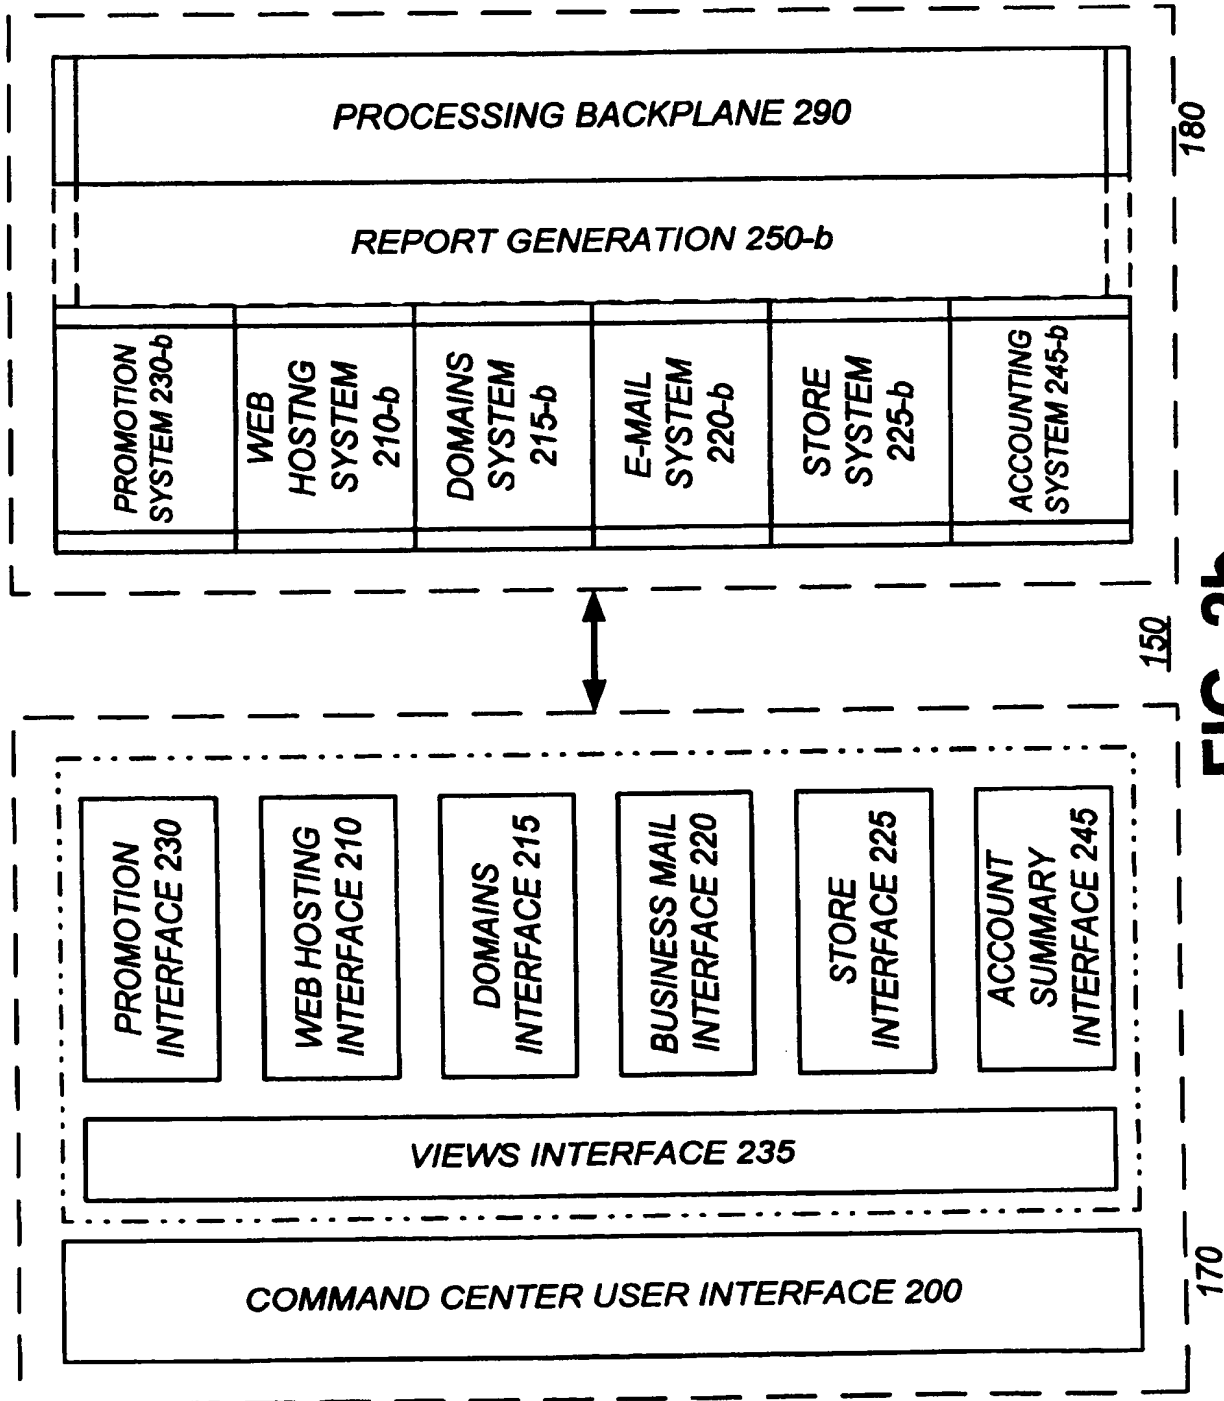 COMMAND CENTER USER INTERFACE 200
VIEWS INTERFACE 235
PROMOTION
INTERFACE 230
WEB HOSTING
INTERFACE 210
DOMAINS
INTERFACE 215
BUSINESS MAIL
INTERFACE 220
STORE
INTERFACE 225
ACCOUNT
SUMMARY
INTERFACE 245
170
150
PROMOTION
SYSTEM 230-b
WEB
HOSTNG
SYSTEM
210-b
DOMAINS
SYSTEM
215-b
E-MAIL
SYSTEM
220-b
STORE
SYSTEM
225-b
ACCOUNTING
SYSTEM 245-b
REPORT GENERATION 250-b
PROCESSING BACKPLANE 290
180